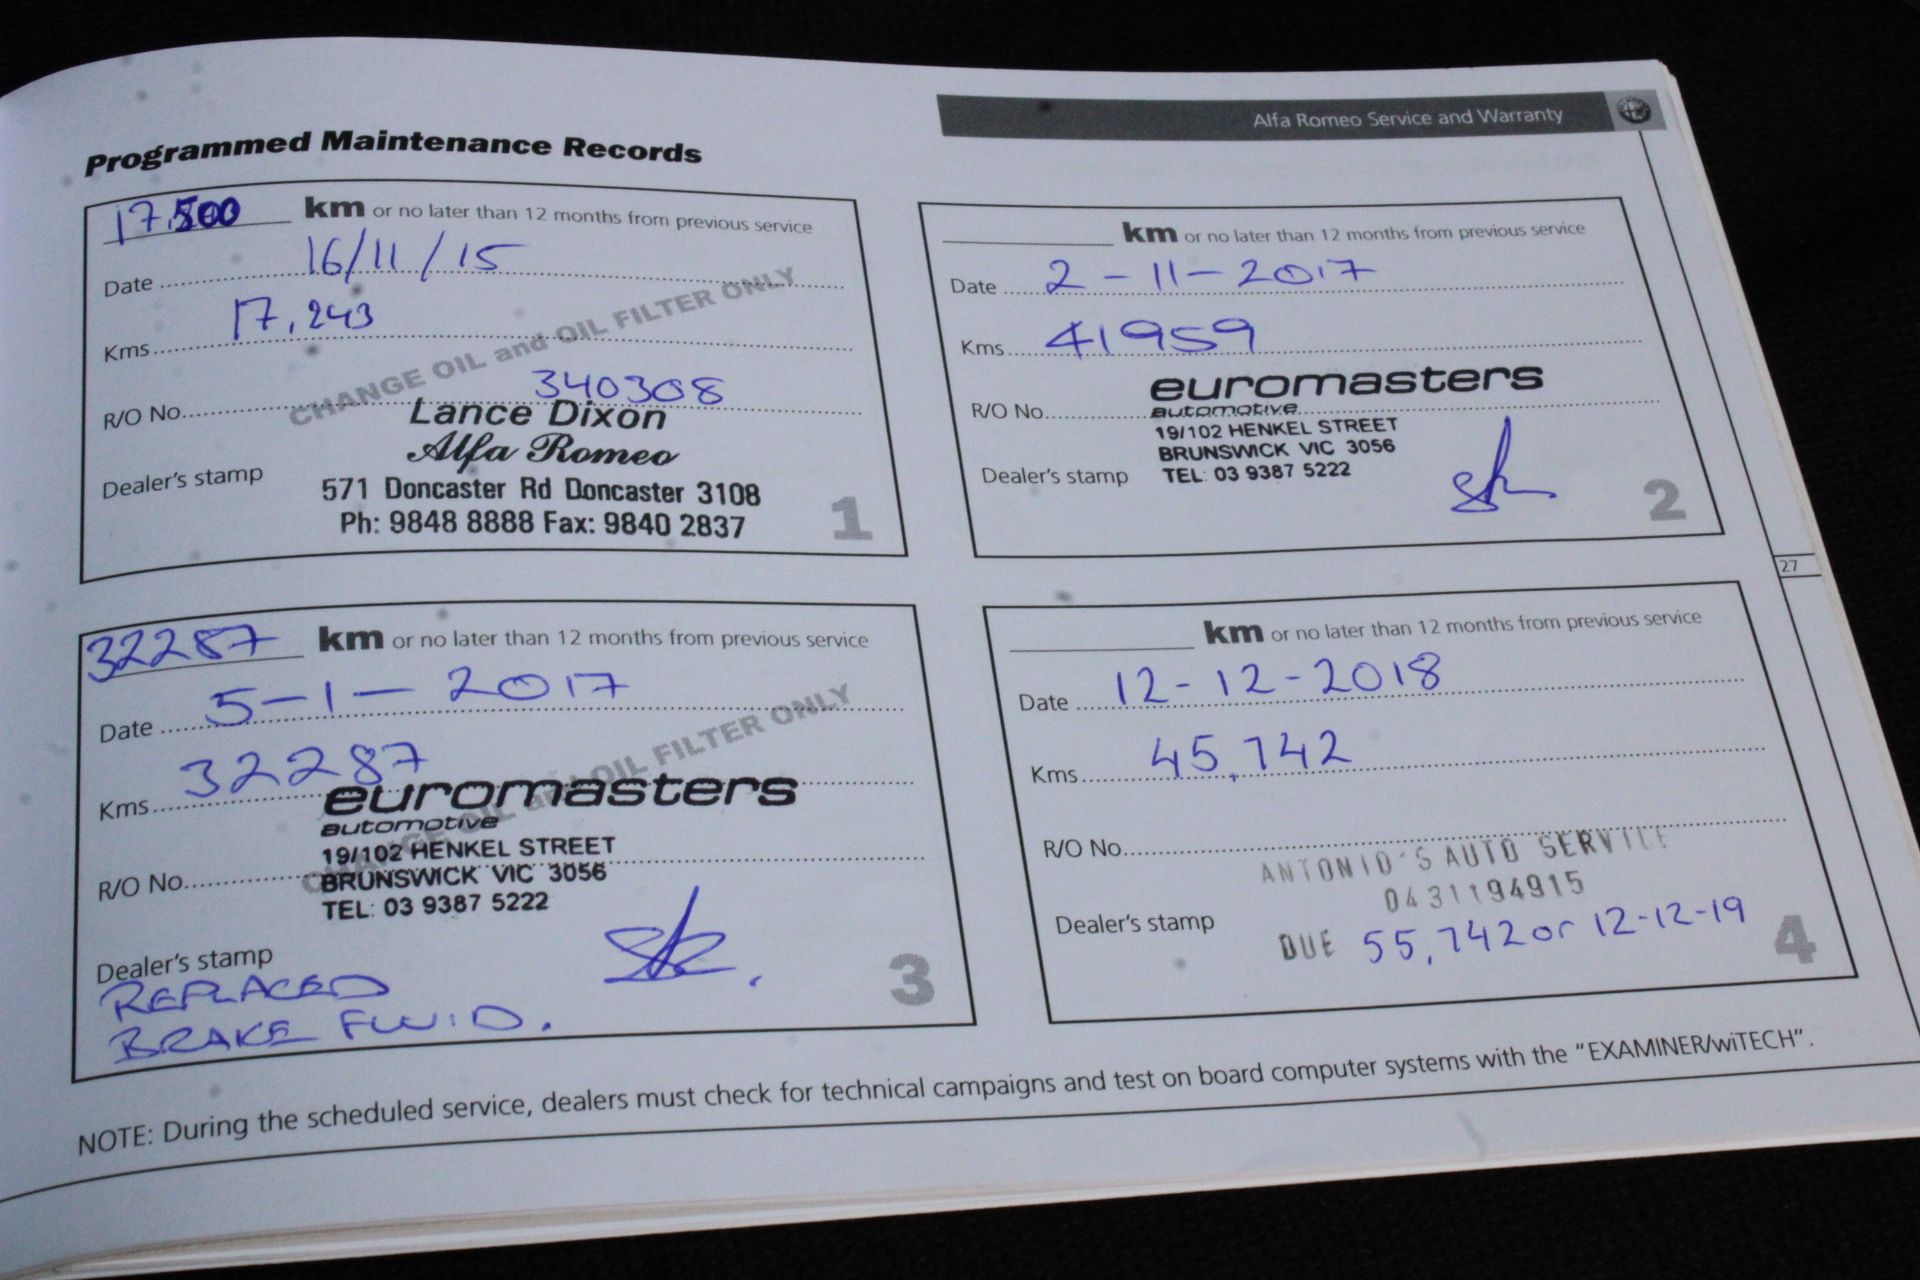 Alfa Romeo Service and Warranty
Programmed Maintenance Records
17,500 km or no later than 12 months from previous service
Date 16/11/15
Kms 17,243
CHANGE OIL and OIL FILTER ONLY
R/O No. 340308
Lance Dixon
Alfa Romeo
Dealer's stamp
571 Doncaster Rd Doncaster 3108
Ph: 9848 8888 Fax: 9840 2837
1
km or no later than 12 months from previous service
Date 2-11-2017
Kms 41959
R/O No.
euromasters
automotive
19/102 HENKEL STREET
BRUNSWICK VIC 3056
Dealer's stamp
TEL: 03 9387 5222
2
27
32287 km or no later than 12 months from previous service
Date 5-1-2017
Kms 32287
CHANGE OIL and OIL FILTER ONLY
euromasters
automotive
19/102 HENKEL STREET
R/O No.
BRUNSWICK VIC 3056
TEL: 03 9387 5222
Dealer's stamp
REPLACED
BRAKE FLUID.
3
km or no later than 12 months from previous service
Date 12-12-2018
Kms 45,742
R/O No.
ANTONIO'S AUTO SERVICE
0431194915
Dealer's stamp
DUE 55,742 or 12-12-19
4
NOTE: During the scheduled service, dealers must check for technical campaigns and test on board computer systems with the "EXAMINER/wiTECH".